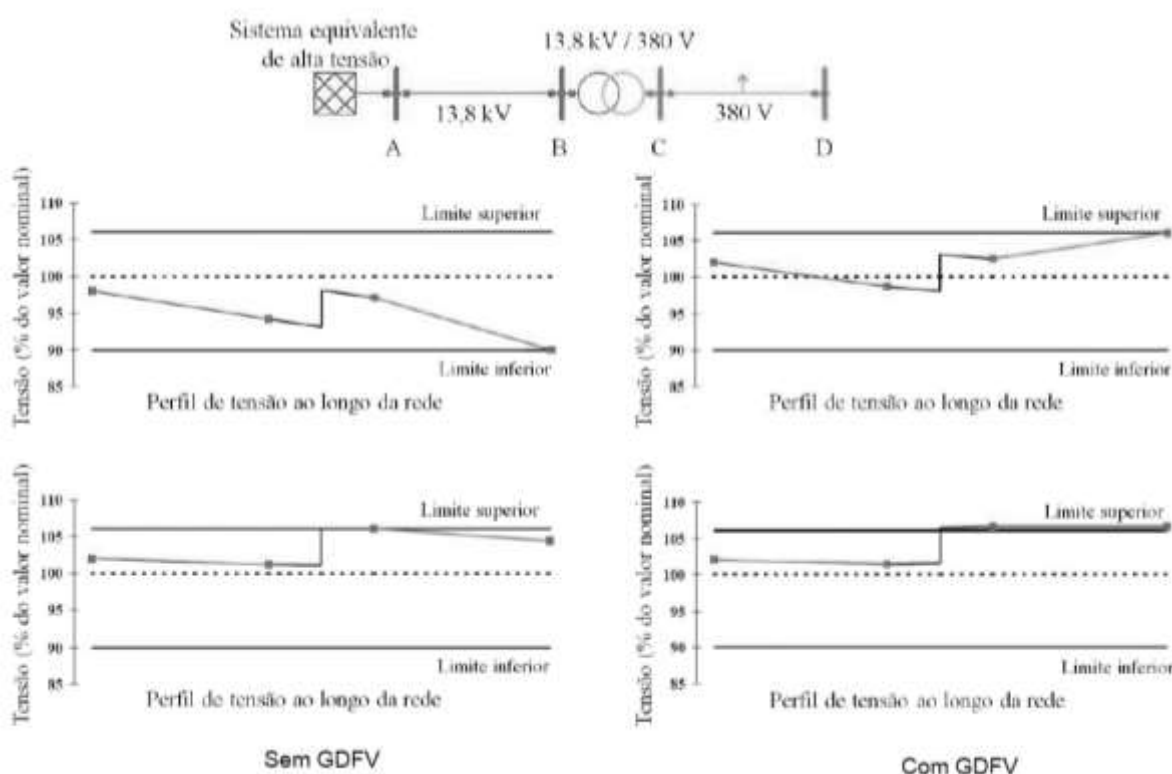 Sistema equivalente
de alta tensão
13.8 kV / 380 V
13,8 kV
380 V
A
B
C
D
Tensão (% do valor nominal)
110
105
100
95
90
85
Limite superior
Limite inferior
Perfil de tensão ao longo da rede
Tensão (% do valor nominal
110
105
100
95
90
85
Limite superior
Limite inferior
Perfil de tensão ao longo da rede
Tensão (% do valor nominal)
110
105
100
95
90
85
Limite superior
Limite inferior
Perfil de tensão ao longo da rede
Tensão (% do valor nominal)
110
105
100
95
90
85
Limite superior
Limite inferior
Perfil de tensão ao longo da rede
Sem GDFV
Com GDFV